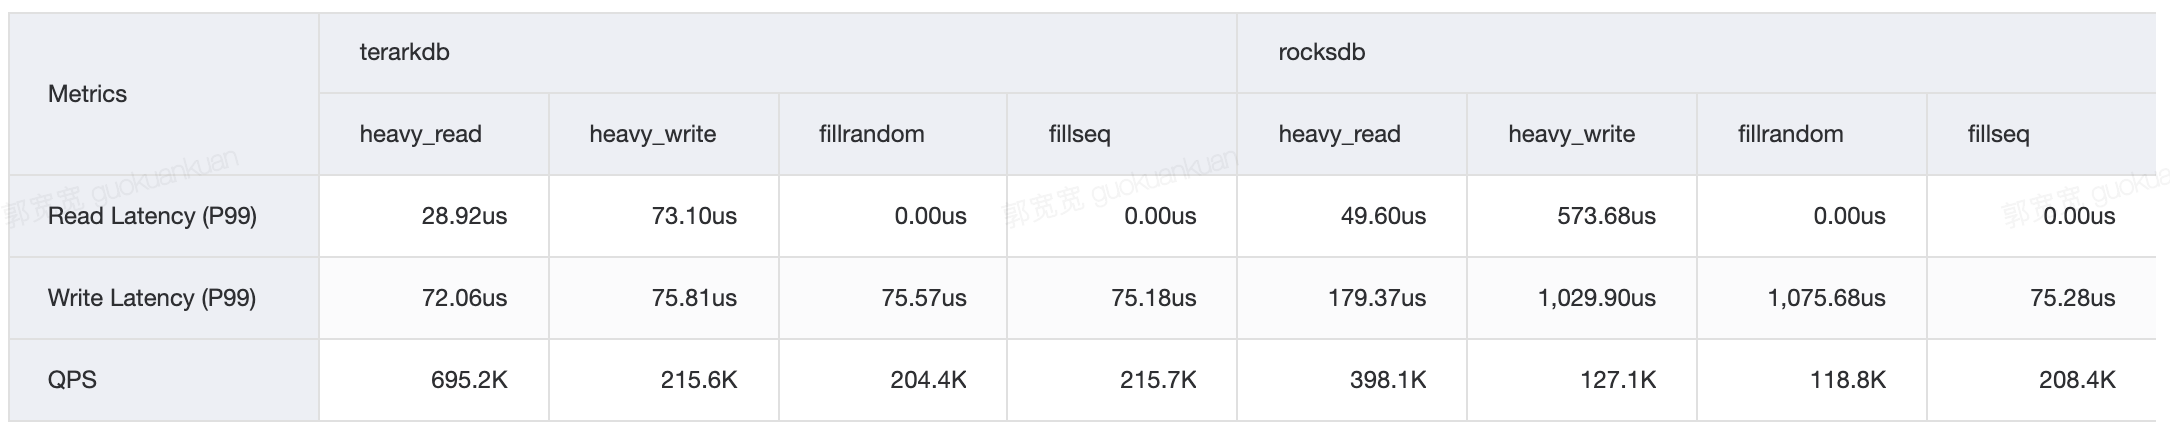 terarkdb rocksdb
Metrics
heavy_read heavy_write fillrandom fillseq heavy_read heavy_write fillrandom fillseq
Read Latency (P99) 28.92us 73.10us 0.00us 0.00us 49.60us 573.68us 0.00us 0.00us
Write Latency (P99) 72.06us 75.81us 75.57us 75.18us 179.37us 1,029.90us 1,075.68us 75.28us
QPS 695.2K 215.6K 204.4K 215.7K 398.1K 127.1K 118.8K 208.4K
郭宽宽 guokuankuan
郭宽宽 guokuankuan
郭宽宽